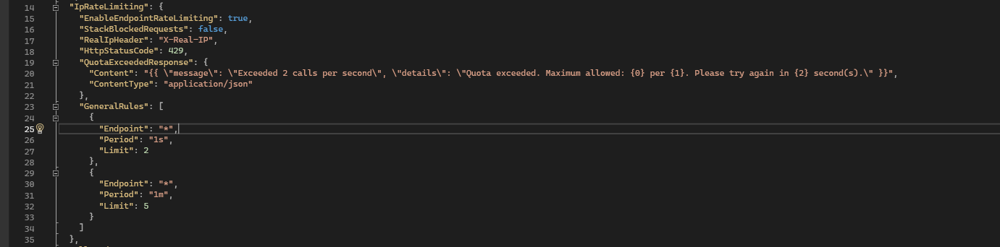 14 "IpRateLimiting": {
15 "EnableEndpointRateLimiting": true,
16 "StackBlockedRequests": false,
17 "RealIpHeader": "X-Real-IP",
18 "HttpStatusCode": 429,
19 "QuotaExceededResponse": {
20 "Content": "{{ \"message\": \"Exceeded 2 calls per second\", \"details\": \"Quota exceeded. Maximum allowed: {0} per {1}. Please try again in {2} second(s).\" }}",
21 "ContentType": "application/json"
22 },
23 "GeneralRules": [
24 {
25 "Endpoint": "*",
26 "Period": "1s",
27 "Limit": 2
28 },
29 {
30 "Endpoint": "*",
31 "Period": "1m",
32 "Limit": 5
33 }
34 ]
35 },